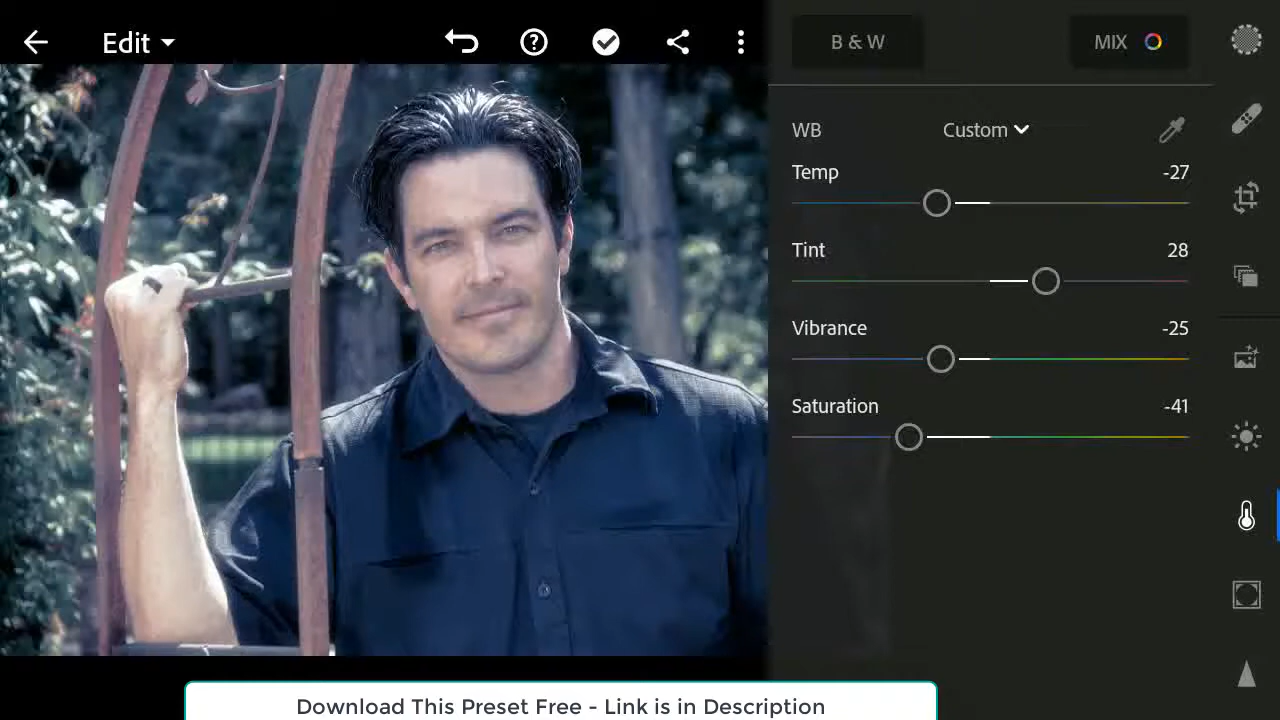 Edit
B & W
MIX
WB
Custom
Temp
-27
Tint
28
Vibrance
-25
Saturation
-41
Download This Preset Free - Link is in Description